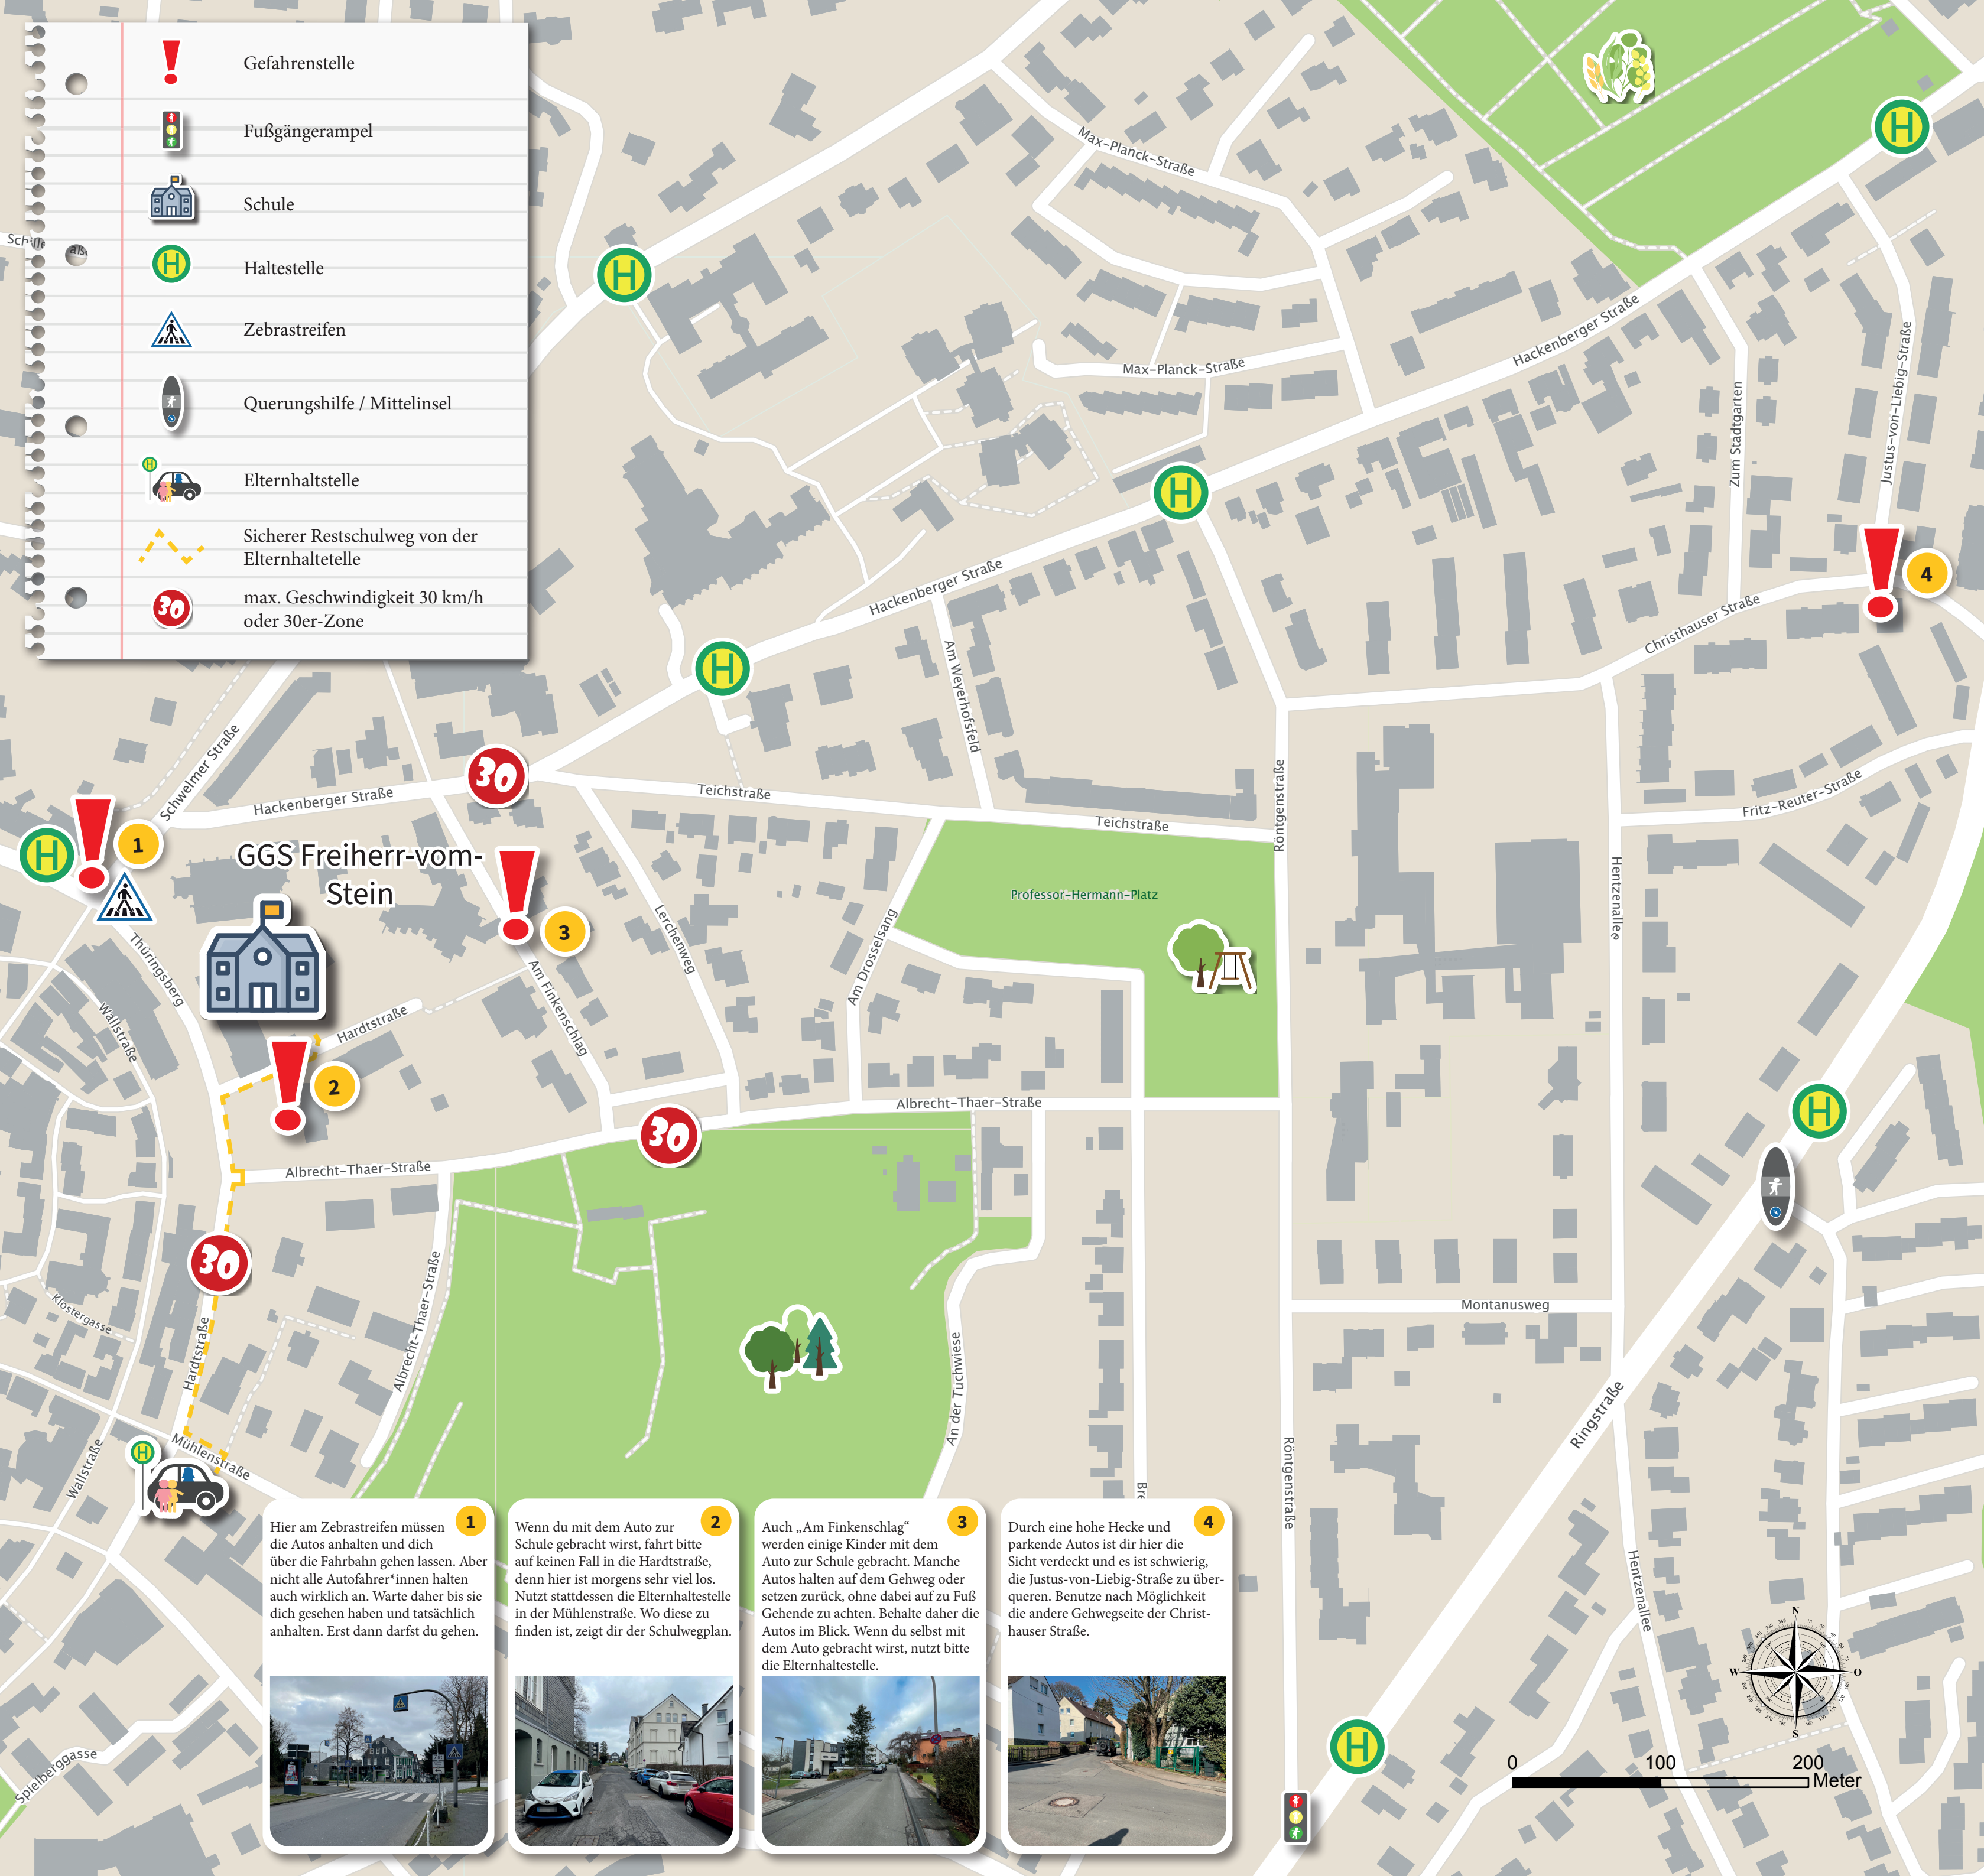 Gefahrenstelle
Fußgängerampel
Schule
H
Haltestelle
Zebrastreifen
Querungshilfe / Mittelinsel
H
Elternhaltstelle
Sicherer Restschulweg von der
Elternhaltetelle
30
max. Geschwindigkeit 30 km/h
oder 30er-Zone
Max-Planck-Straße
H
H
Max-Planck-Straße
Hackenberger Straße
Justus-von-Liebig-Straße
Zum Stadtgarten
H
Hackenberger Straße
4
Christhauser Straße
Am Weyerhofsfeld
H
Schwelmer Straße
30
Hackenberger Straße
Teichstraße
Teichstraße
Röntgenstraße
Fritz-Reuter-Straße
H
1
GGS Freiherr-vom-
Stein
3
Professor-Hermann-Platz
Hentzenallee
Thüringsberg
Lerchenweg
Am Drosselsang
Am Finkenschlag
Wallstraße
Hardtstraße
2
Albrecht-Thaer-Straße
H
30
Albrecht-Thaer-Straße
30
Klostergasse
Hardtstraße
Albrecht-Thaer-Straße
An der Tuchwiese
Montanusweg
Ringstraße
Mühlenstraße
Wallstraße
H
Röntgenstraße
Hentzenallee
Bre
1
Hier am Zebrastreifen müssen
die Autos anhalten und dich
über die Fahrbahn gehen lassen. Aber
nicht alle Autofahrer*innen halten
auch wirklich an. Warte daher bis sie
dich gesehen haben und tatsächlich
anhalten. Erst dann darfst du gehen.
2
Wenn du mit dem Auto zur
Schule gebracht wirst, fahrt bitte
auf keinen Fall in die Hardtstraße,
denn hier ist morgens sehr viel los.
Nutzt stattdessen die Elternhaltestelle
in der Mühlenstraße. Wo diese zu
finden ist, zeigt dir der Schulwegplan.
3
Auch „Am Finkenschlag“
werden einige Kinder mit dem
Auto zur Schule gebracht. Manche
Autos halten auf dem Gehweg oder
setzen zurück, ohne dabei auf zu Fuß
Gehende zu achten. Behalte daher die
Autos im Blick. Wenn du selbst mit
dem Auto gebracht wirst, nutzt bitte
die Elternhaltestelle.
4
Durch eine hohe Hecke und
parkende Autos ist dir hier die
Sicht verdeckt und es ist schwierig,
die Justus-von-Liebig-Straße zu über-
queren. Benutze nach Möglichkeit
die andere Gehwegseite der Christ-
hauser Straße.
Spielberggasse
N
W
O
S
H
0 100 200
Meter